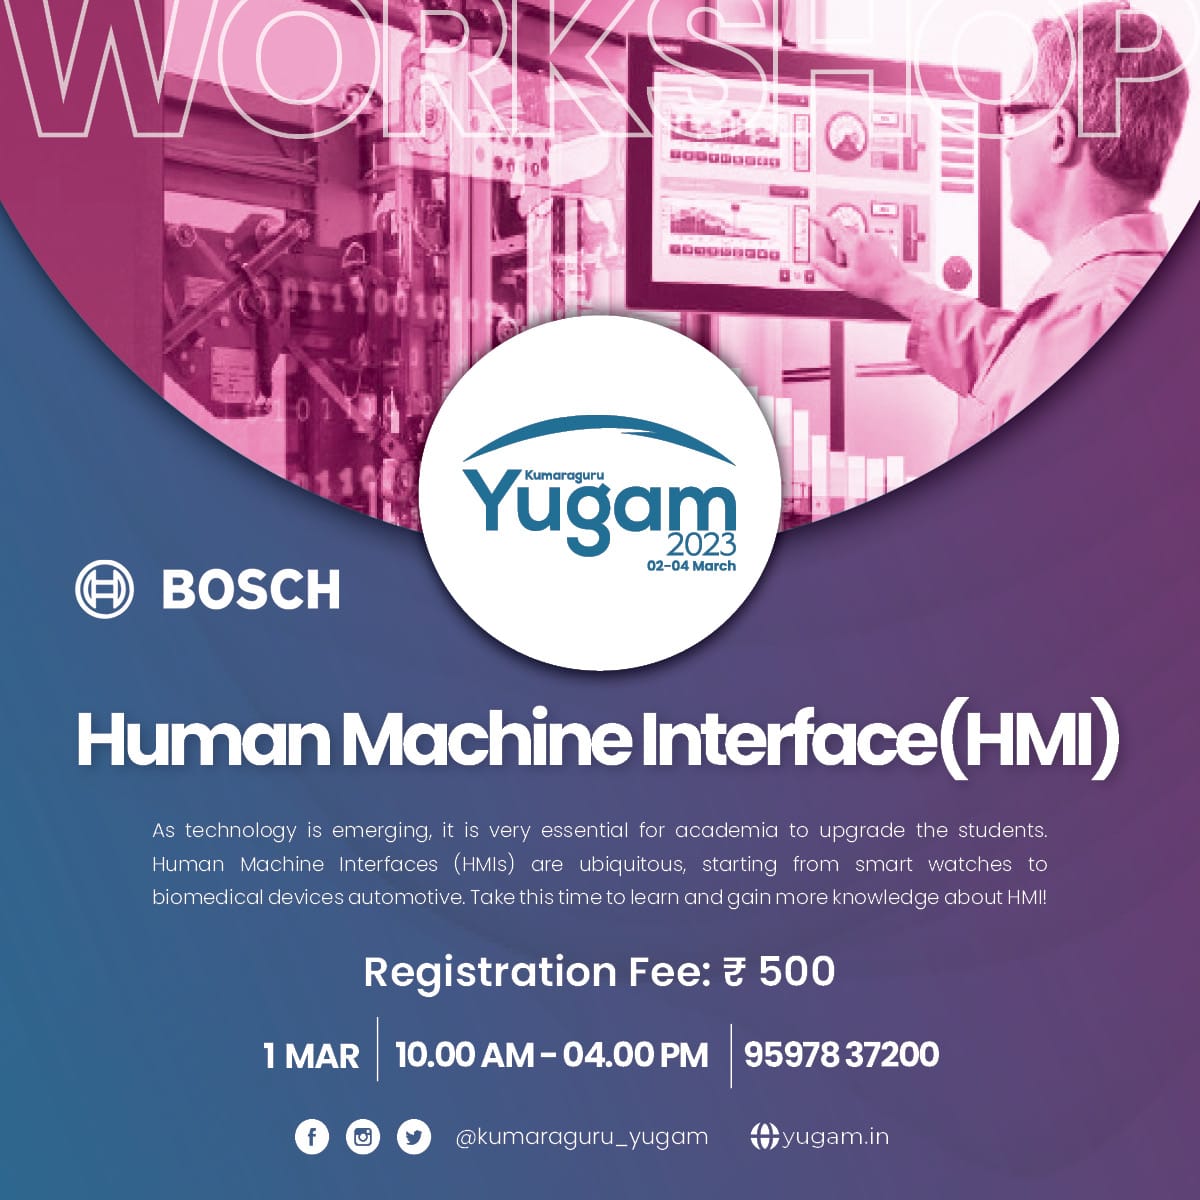 WORKSHOP
01110010101
Kumaraguru
Yugam
2023
02-04 March
BOSCH
Human Machine Interface(HMI)
As technology is emerging, it is very essential for academia to upgrade the students.
Human Machine Interfaces (HMIs) are ubiquitous, starting from smart watches to
biomedical devices automotive. Take this time to learn and gain more knowledge about HMI!
Registration Fee: ₹ 500
1 MAR
10.00 AM - 04.00 PM
95978 37200
@kumaraguru_yugam
yugam.in